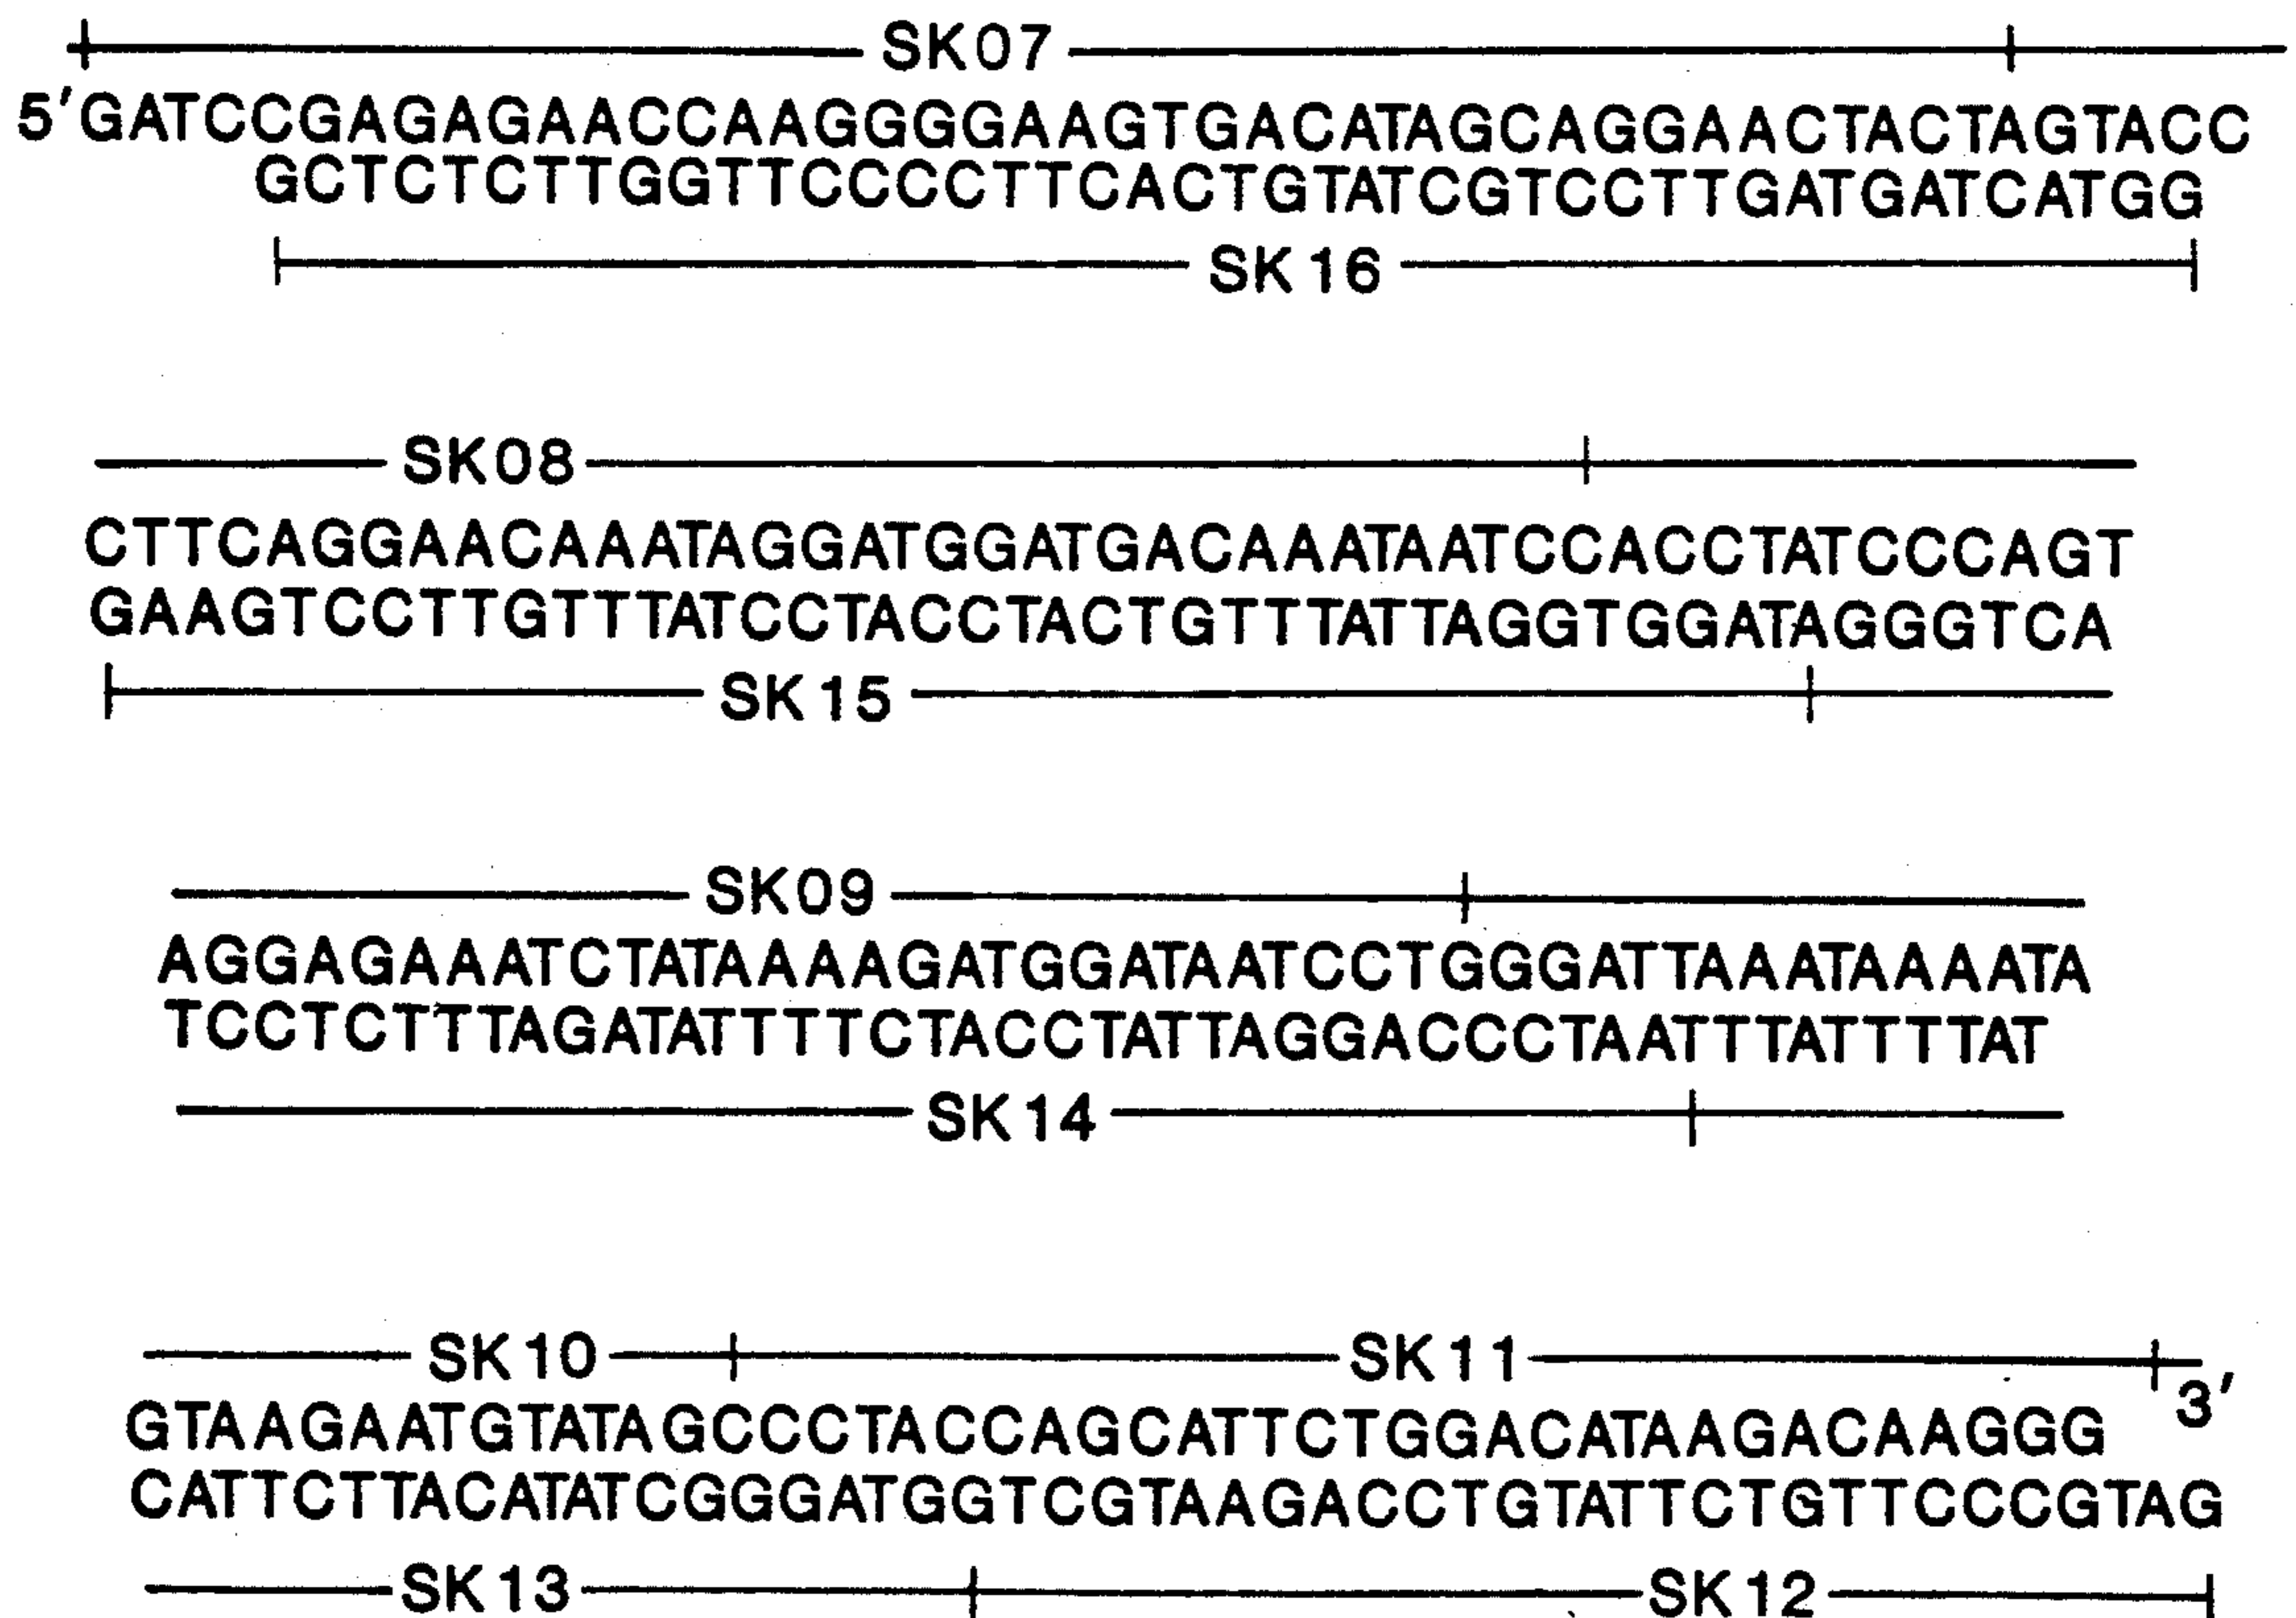 SK07
5′GATCCGAGAGAACCAAGGGGAAGTGACATAGCAGGAACTACTAGTACC
GCTCTCTTGGTTCCCCTTCACTGTATCGTCCTTGATGATCATGG
SK16
SK08
CTTCAGGAACAAATAGGATGGATGACAAATAATCCACCTATCCCAGT
GAAGTCCTTGTTTATCCTACCTACTGTTTATTAGGTGGATAGGGTCA
SK15
SK09
AGGAGAAATCTATAAAAGATGGATAATCCTGGGATTAAATAAAATA
TCCTCTTTAGATATTTTCTACCTATTAGGACCCTAATTTATTTTAT
SK14
SK10 SK11
GTAAGAATGTATAGCCCTACCAGCATTCTGGACATAAGACAAGGG 3′
CATTCTTACATATCGGGATGGTCGTAAGACCTGTATTCTGTTCCCGTAG
SK13 SK12